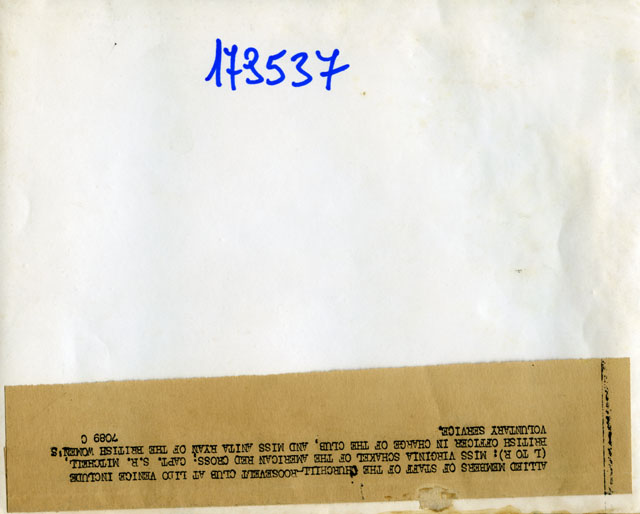 173537
ALLIED MEMBERS OF STAFF OF THE CHURCHILL-ROOSEVELT CLUB AT LIDO VENICE INCLUDE
(L TO R): MISS VIRGINIA SCHAKEL OF THE AMERICAN RED CROSS; CAPT. S.R. MITCHELL,
BRITISH OFFICER IN CHARGE OF THE CLUB, AND MISS ANITA RYAN OF THE BRITISH WOMEN'S
VOLUNTARY SERVICE.
7089 C